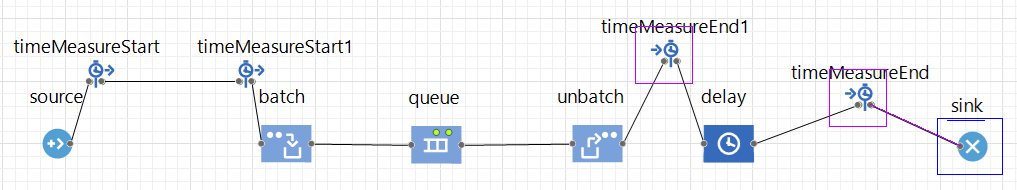 timeMeasureStart
timeMeasureStart1
timeMeasureEnd1
timeMeasureEnd
source
batch
queue
unbatch
delay
sink